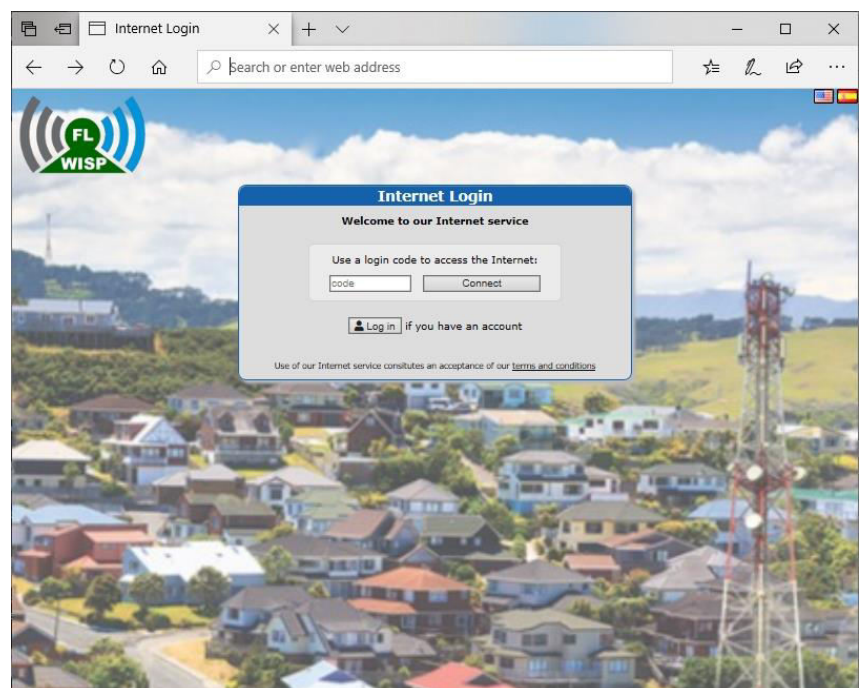 Internet Login
Search or enter web address
FL
WISP
Internet Login
Welcome to our Internet service
Use a login code to access the Internet:
code Connect
Log in if you have an account
Use of our Internet service consitutes an acceptance of our terms and conditions